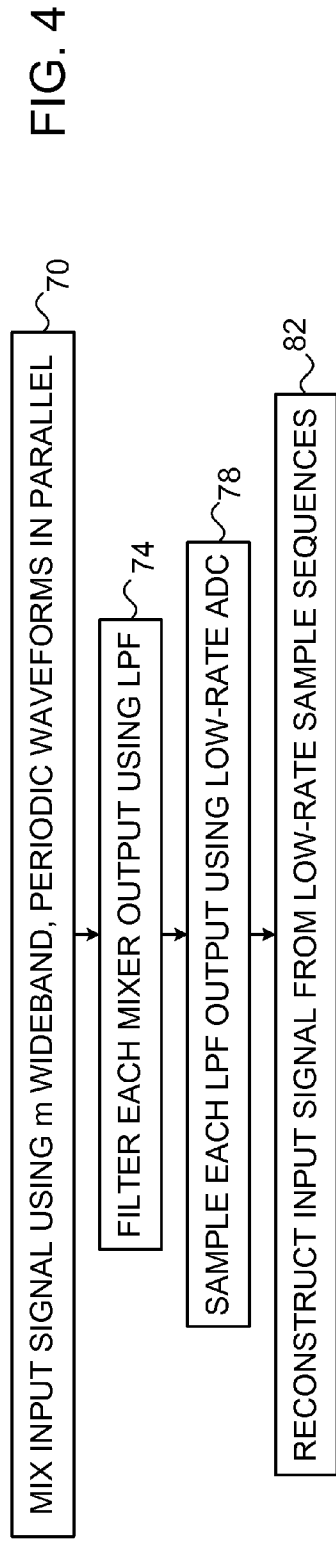 MIX INPUT SIGNAL USING m WIDEBAND, PERIODIC WAVEFORMS IN PARALLEL
70
FILTER EACH MIXER OUTPUT USING LPF
74
SAMPLE EACH LPF OUTPUT USING LOW-RATE ADC
78
RECONSTRUCT INPUT SIGNAL FROM LOW-RATE SAMPLE SEQUENCES
82
FIG. 4